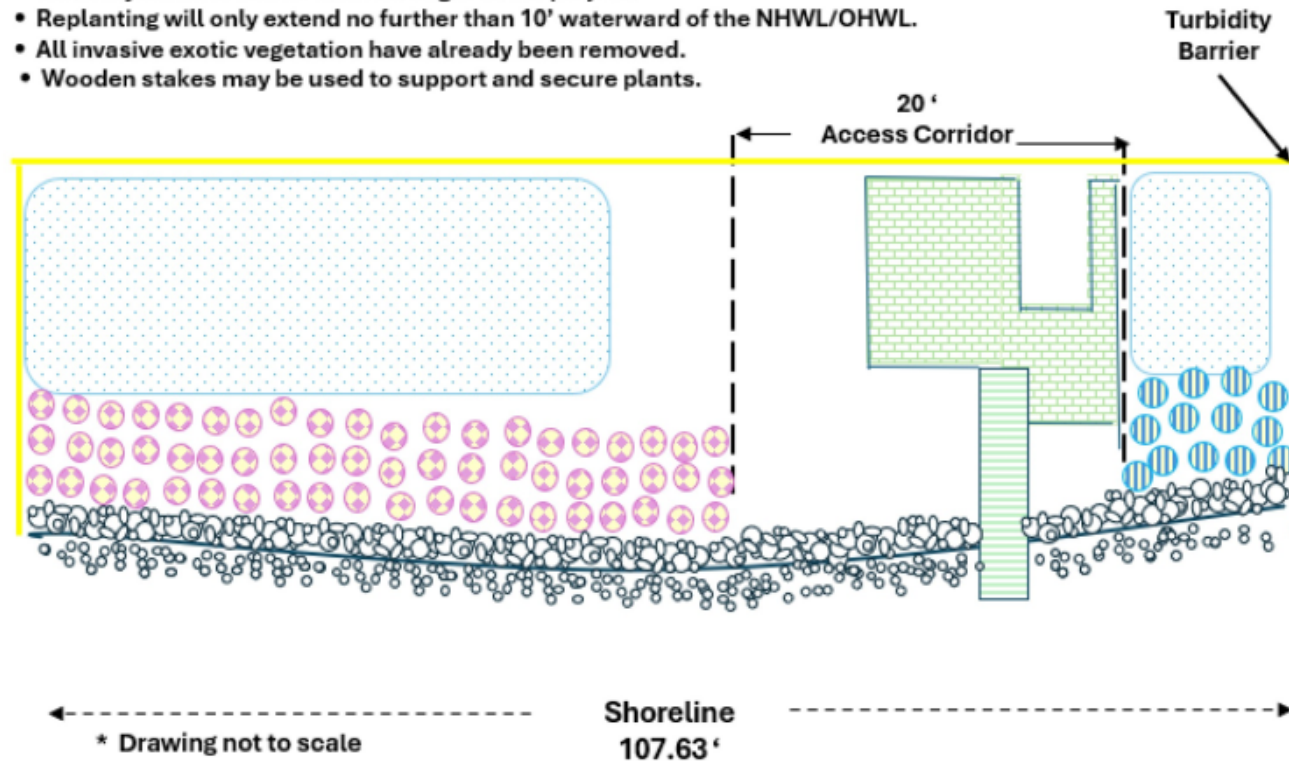 • Replanting will only extend no further than 10’ waterward of the NHWL/OHWL.
• All invasive exotic vegetation have already been removed.
• Wooden stakes may be used to support and secure plants.
Turbidity
Barrier
20 ‘
Access Corridor
Shoreline
107.63 ‘
* Drawing not to scale